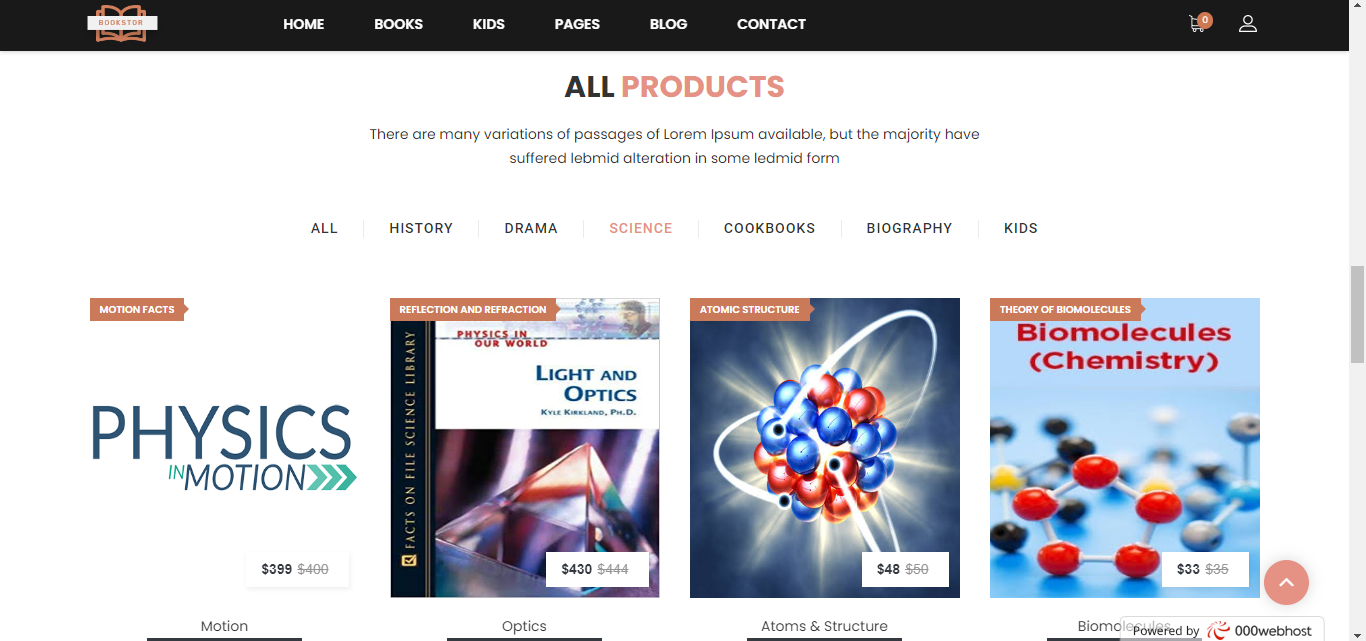 BOOKSTOR
HOME
BOOKS
KIDS
PAGES
BLOG
CONTACT
0
ALL PRODUCTS
There are many variations of passages of Lorem Ipsum available, but the majority have
suffered lebmid alteration in some ledmid form
ALL
HISTORY
DRAMA
SCIENCE
COOKBOOKS
BIOGRAPHY
KIDS
MOTION FACTS
PHYSICS
IN MOTION
$399 $400
Motion
REFLECTION AND REFRACTION
PHYSICS IN
OUR WORLD
LIGHT AND
OPTICS
KYLE KIRKLAND, PH.D.
FACTS ON FILE SCIENCE LIBRARY
$430 $444
Optics
ATOMIC STRUCTURE
$48 $50
Atoms & Structure
THEORY OF BIOMOLECULES
Biomolecules
(Chemistry)
$33 $35
Biomolecules
Powered by 000webhost